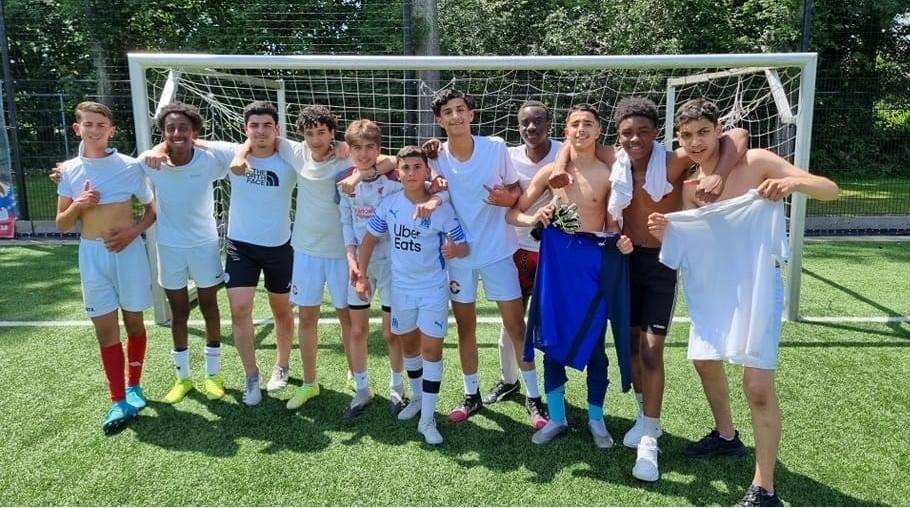 THE
NORTH
FACE
Uber
Eats